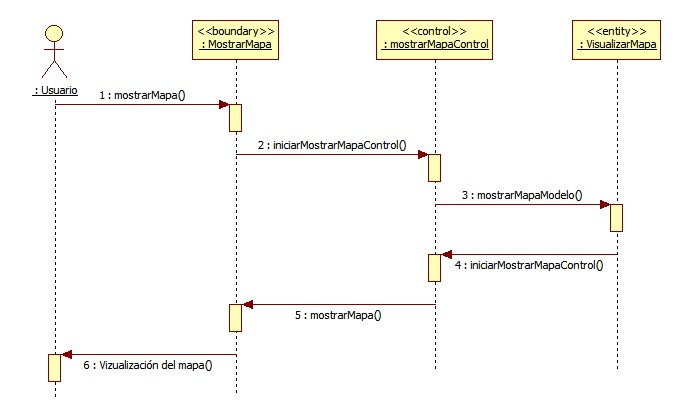 <<boundary>>
: MostrarMapa
<<control>>
: mostrarMapaControl
<<entity>>
: VisualizarMapa
: Usuario
1 : mostrarMapa()
2 : iniciarMostrarMapaControl()
3 : mostrarMapaModelo()
4 : iniciarMostrarMapaControl()
5 : mostrarMapa()
6 : Vizualización del mapa()